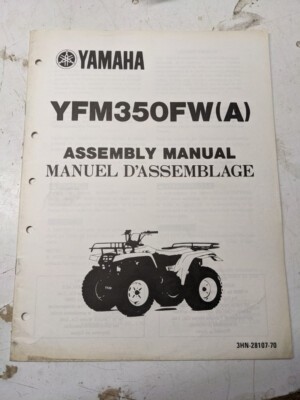 YAMAHA
YFM350FW(A)
ASSEMBLY MANUAL
MANUEL D'ASSEMBLAGE
3HN-28107-70